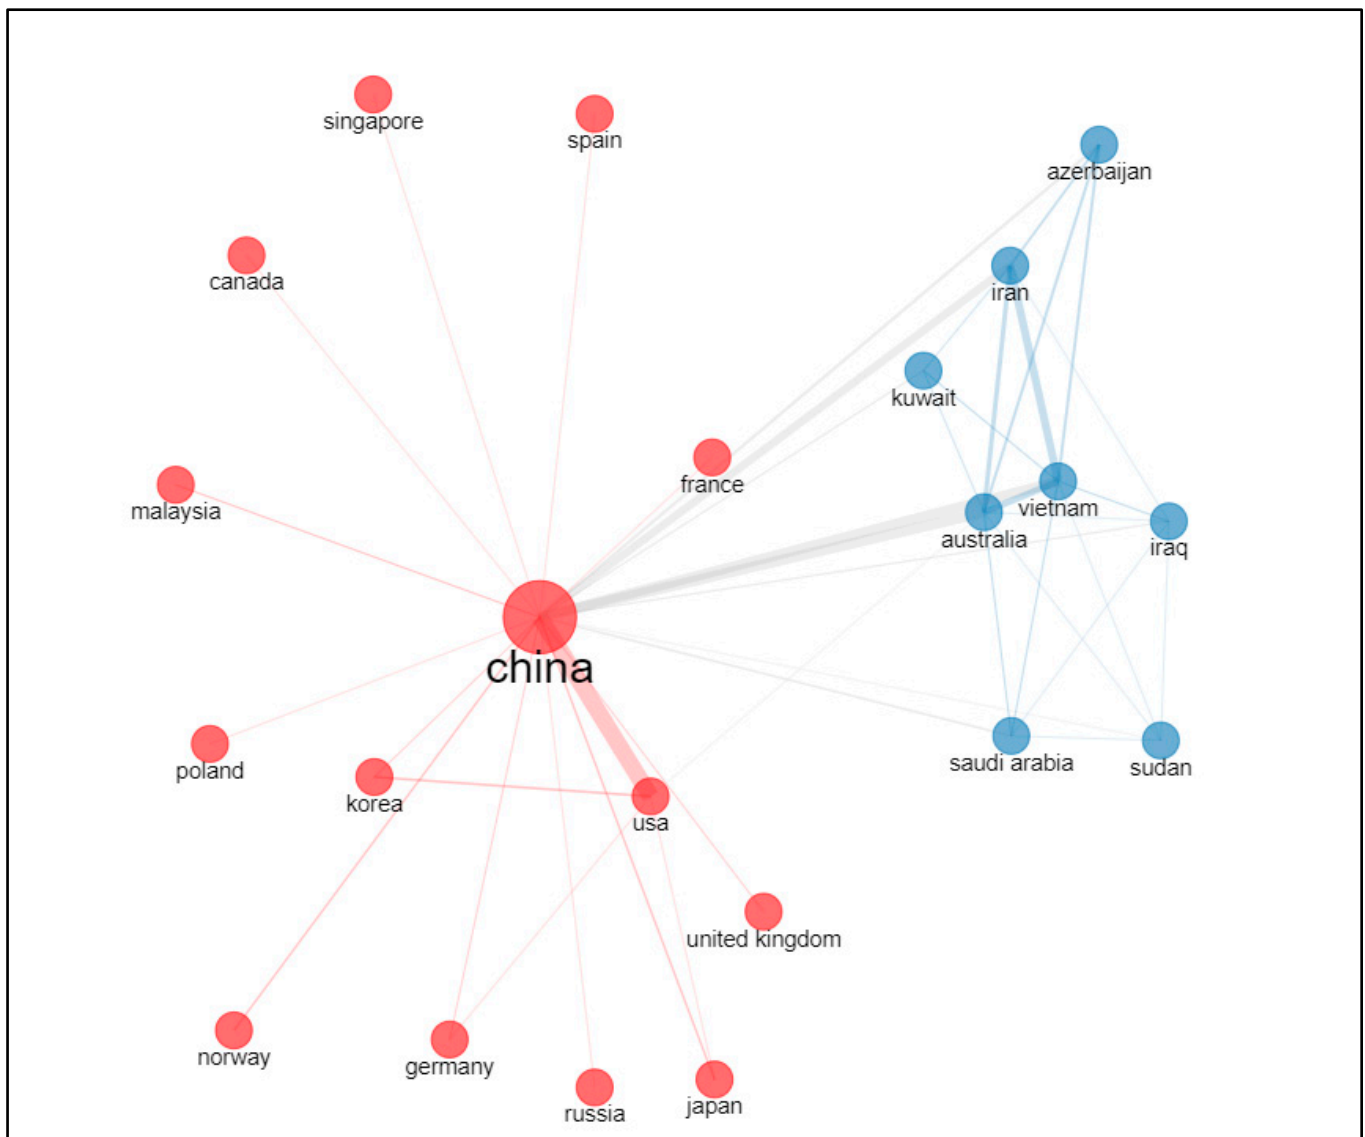 singapore
spain
azerbaijan
canada
iran
kuwait
france
malaysia
vietnam
australia
iraq
china
saudi arabia
sudan
poland
korea
usa
united kingdom
norway
germany
russia
japan